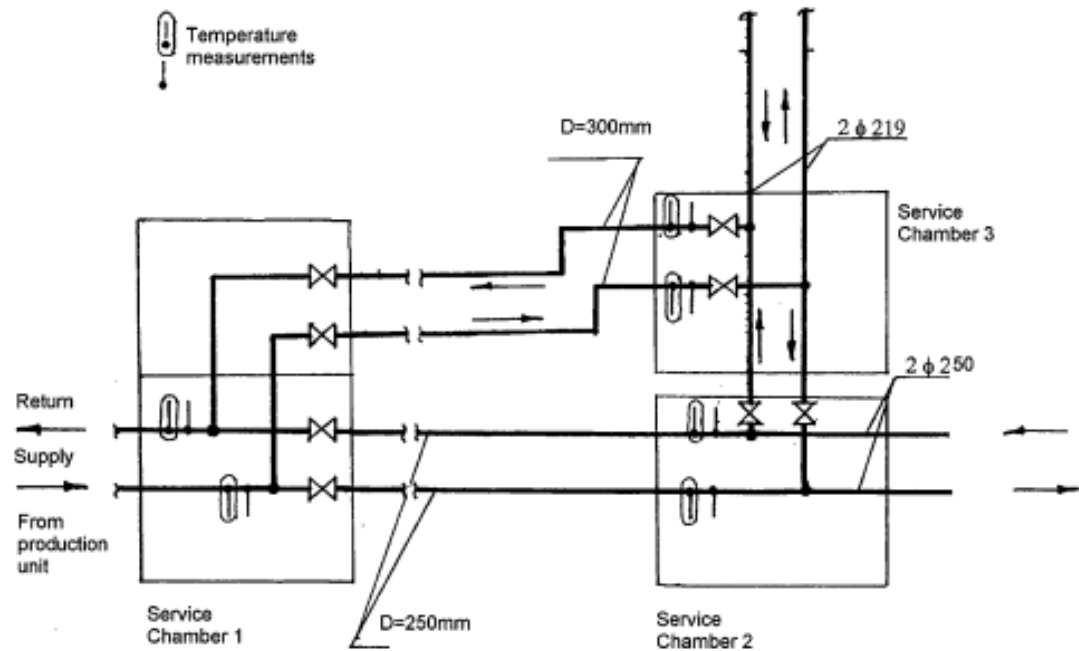 Temperature
measurements
D=300mm
2 ϕ 219
Service
Chamber 3
2 ϕ 250
Return
Supply
From
production
unit
Service
Chamber 1
D=250mm
Service
Chamber 2